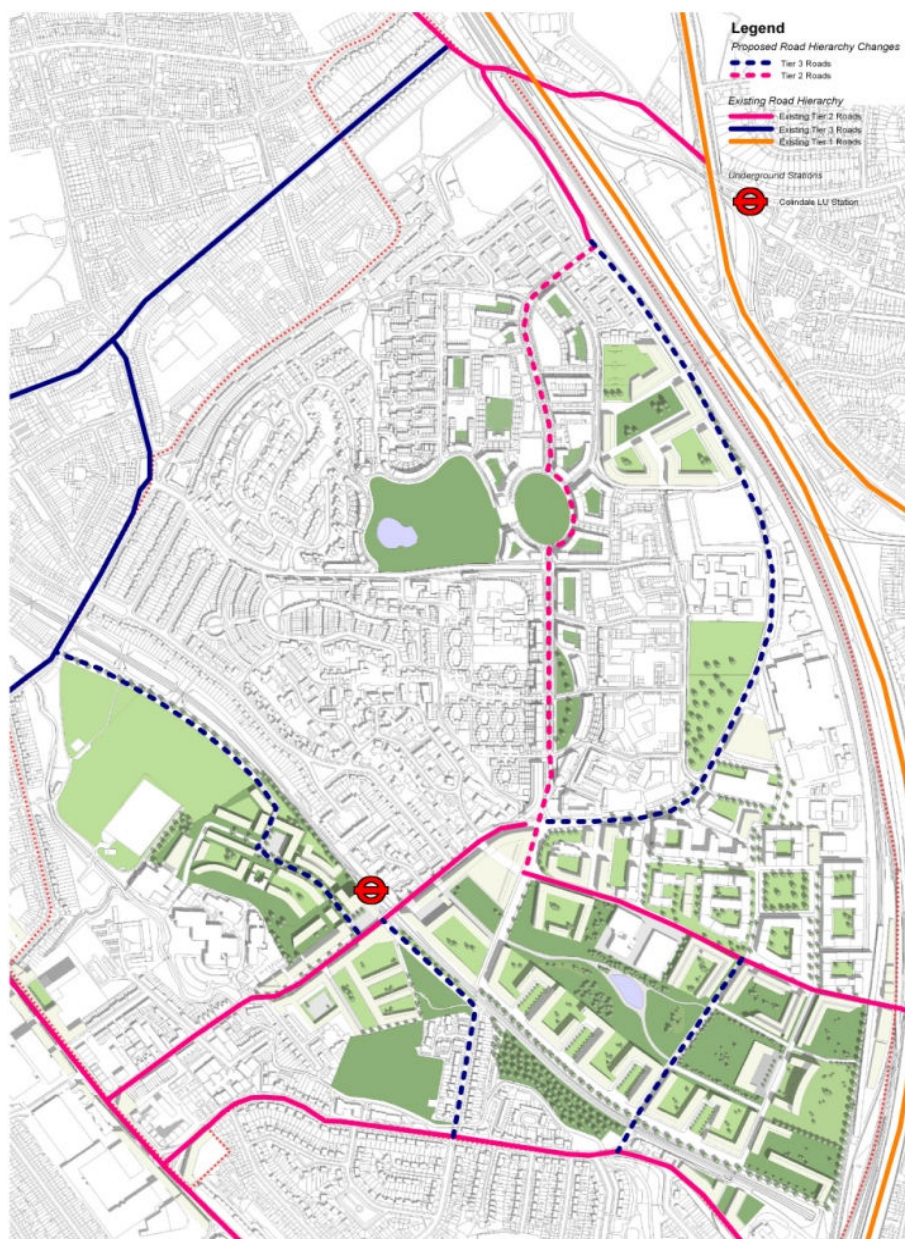 Legend
Proposed Road Hierarchy Changes
Tier 3 Roads
Tier 2 Roads
Existing Road Hierarchy
Existing Tier 2 Roads
Existing Tier 3 Roads
Existing Tier 1 Roads
Underground Stations
Colindale LU Station